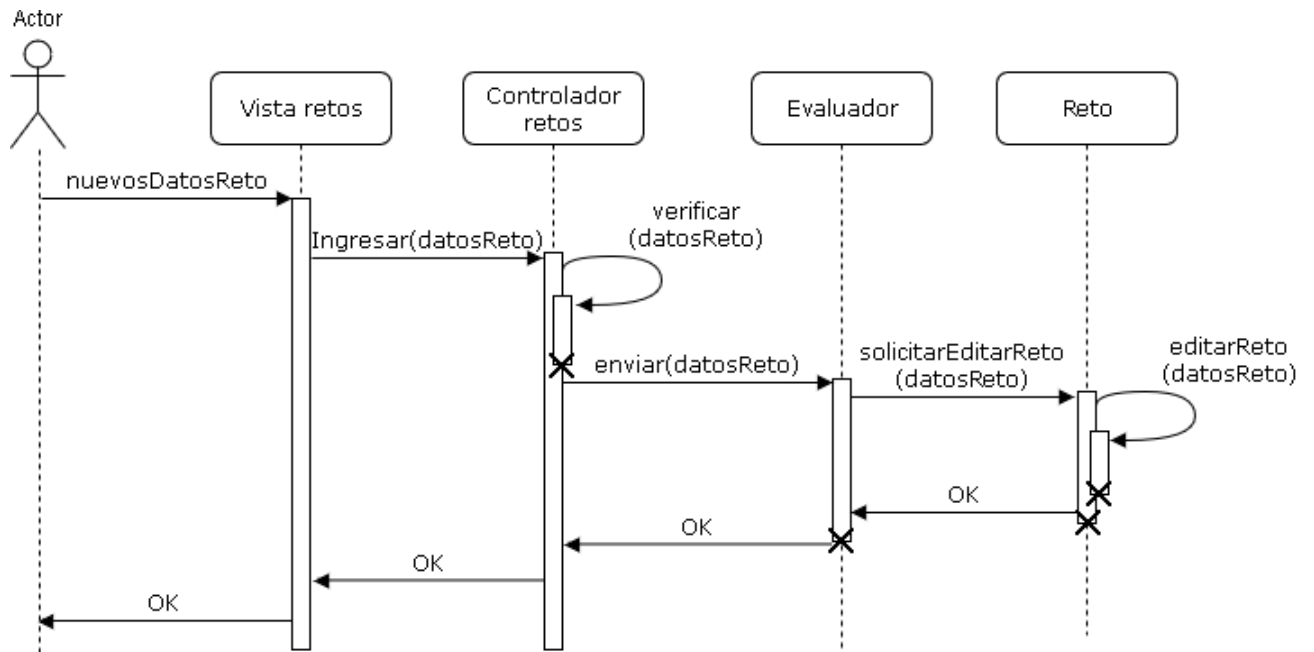 Actor
Vista retos
Controlador
retos
Evaluador
Reto
nuevosDatosReto
Ingresar(datosReto)
verificar
(datosReto)
enviar(datosReto)
solicitarEditarReto
(datosReto)
editarReto
(datosReto)
OK
OK
OK
OK